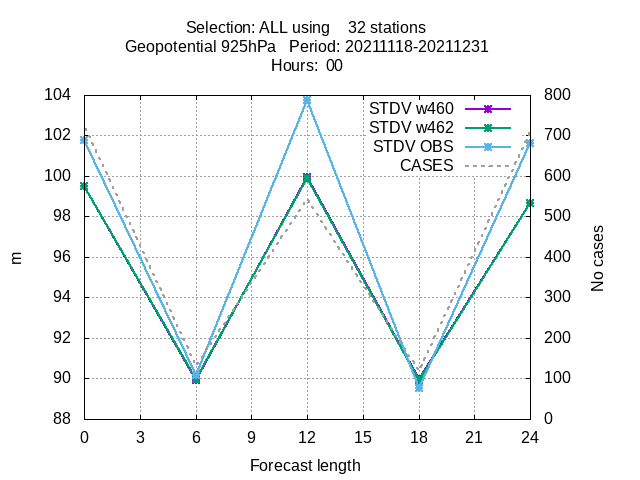 Selection: ALL using    32 stations
Geopotential 925hPa   Period: 20211118-20211231
Hours:  00
104
102
100
98
96
94
92
90
88
800
700
600
500
400
300
200
100
0
STDV w460
STDV w462
STDV OBS
CASES
m
No cases
0 3 6 9 12 15 18 21 24
Forecast length